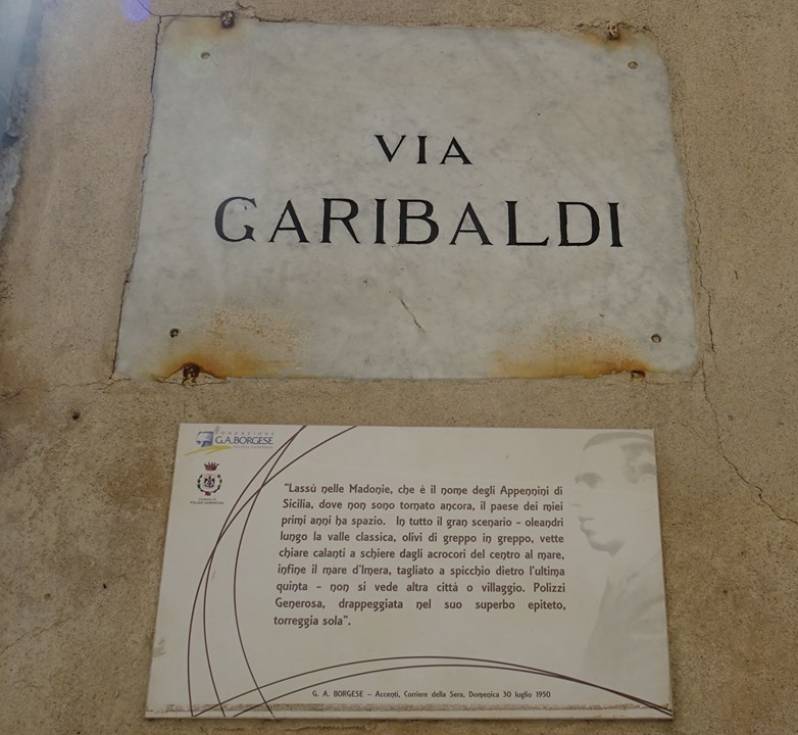 VIA
GARIBALDI
FONDAZIONE
G.A.BORGESE
"Lassù nelle Madonie, che è il nome degli Appennini di
Sicilia, dove non sono tornato ancora, il paese dei miei
primi anni ha spazio. In tutto il gran scenario - oleandri
lungo la valle classica, olivi di greppo in greppo, vette
chiare calanti a schiere dagli acrocori del centro al mare,
infine il mare d'Imera, tagliato a spicchio dietro l'ultima
quinta - non si vede altra città o villaggio. Polizzi
Generosa, drappeggiata nel suo superbo epiteto,
torreggia sola".
G. A. BORGESE – Accenti, Corriere della Sera, Domenica 30 luglio 1950